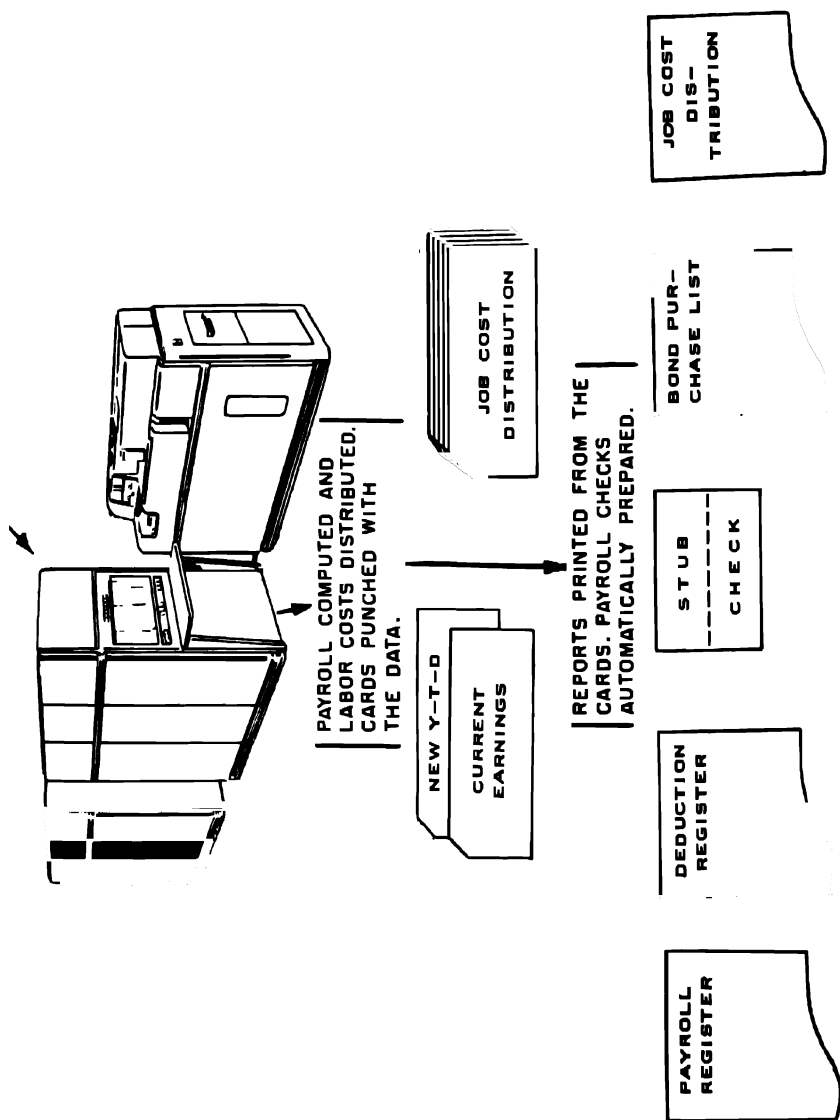 PAYROLL COMPUTED AND
LABOR COSTS DISTRIBUTED.
CARDS PUNCHED WITH
THE DATA.
NEW Y-T-D
CURRENT
EARNINGS
JOB COST
DISTRIBUTION
REPORTS PRINTED FROM THE
CARDS. PAYROLL CHECKS
AUTOMATICALLY PREPARED.
PAYROLL
REGISTER
DEDUCTION
REGISTER
STUB
CHECK
BOND PUR-
CHASE LIST
JOB COST
DIS-
TRIBUTION